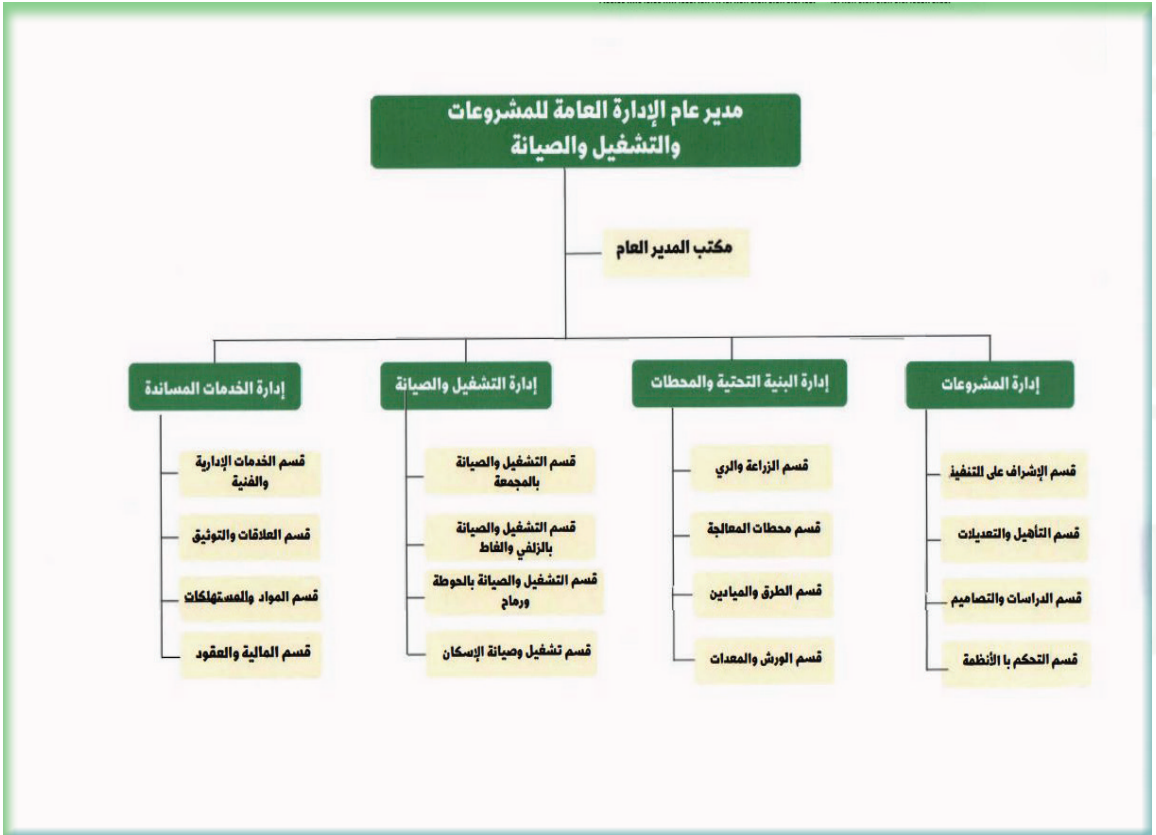 مدير عام الإدارة العامة للمشروعات
والتشغيل والصيانة
مكتب المدير العام
إدارة المشروعات
إدارة البنية التحتية والمحطات
إدارة التشغيل والصيانة
إدارة الخدمات المساندة
قسم الإشراف على التنفيذ
قسم التأهيل والتعديلات
قسم الدراسات والتصاميم
قسم التحكم با الأنظمة
قسم الزراعة والري
قسم محطات المعالجة
قسم الطرق والميادين
قسم الورش والمعدات
قسم التشغيل والصيانة
بالمجمعة
قسم التشغيل والصيانة
بالزلفي والغاط
قسم التشغيل والصيانة بالحوطة
ورماح
قسم تشغيل وصيانة الإسكان
قسم الخدمات الإدارية
والفنية
قسم العلاقات والتوثيق
قسم المواد والمستهلكات
قسم المالية والعقود